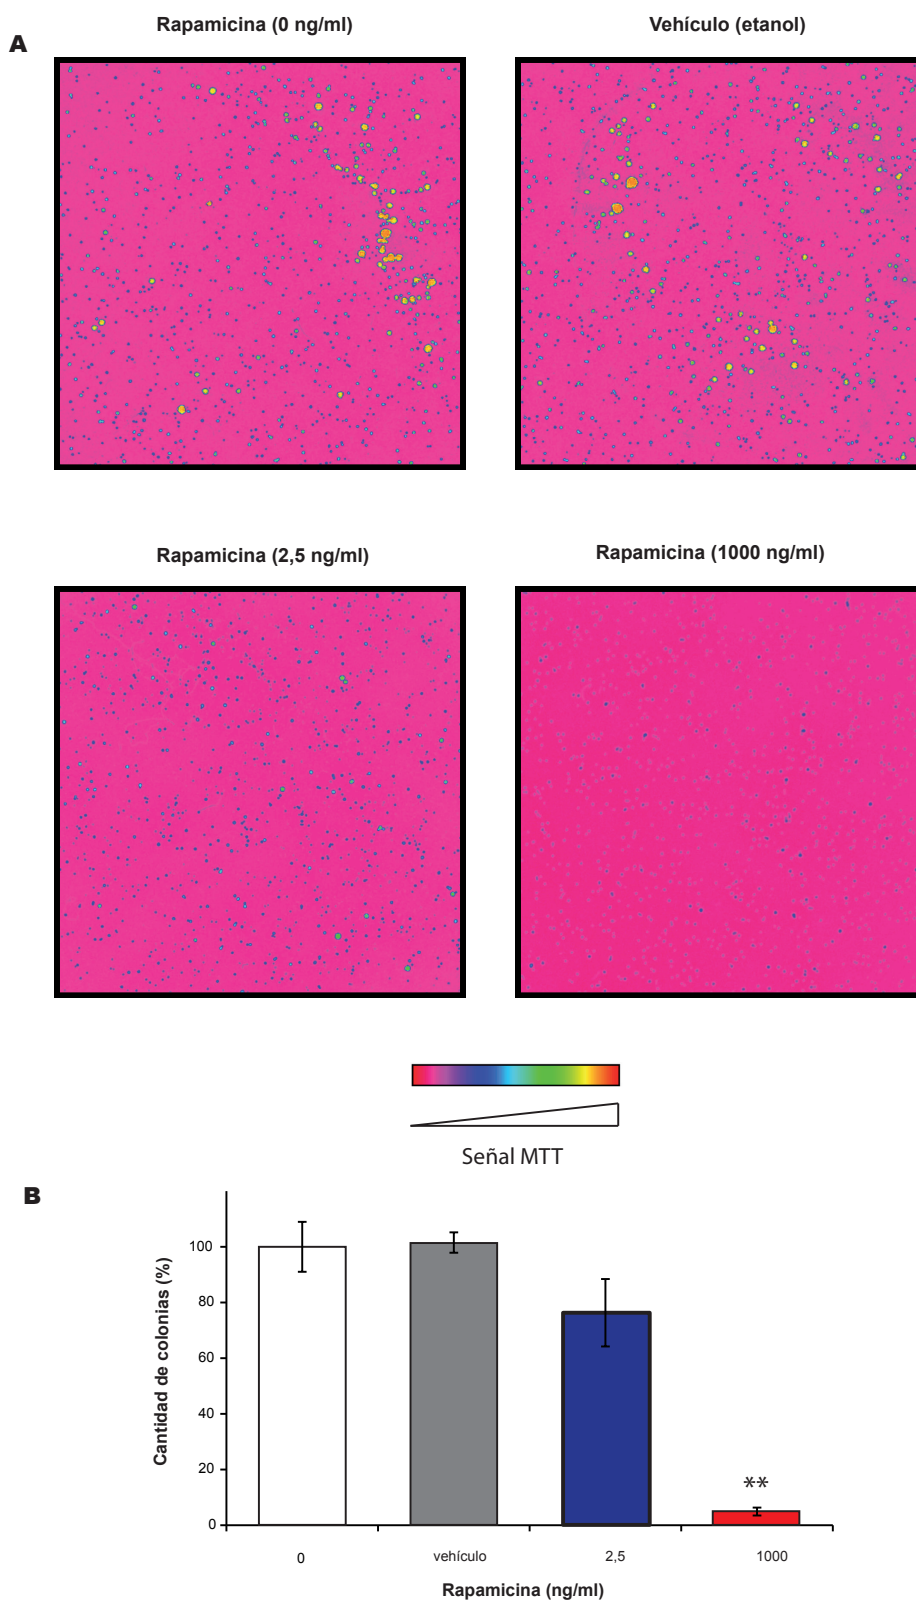 Rapamicina (0 ng/ml)
Vehículo (etanol)
A
Rapamicina (2,5 ng/ml)
Rapamicina (1000 ng/ml)
Señal MTT
B
Cantidad de colonias (%)
100
80
60
40
20
0
**
0
vehículo
2,5
1000
Rapamicina (ng/ml)